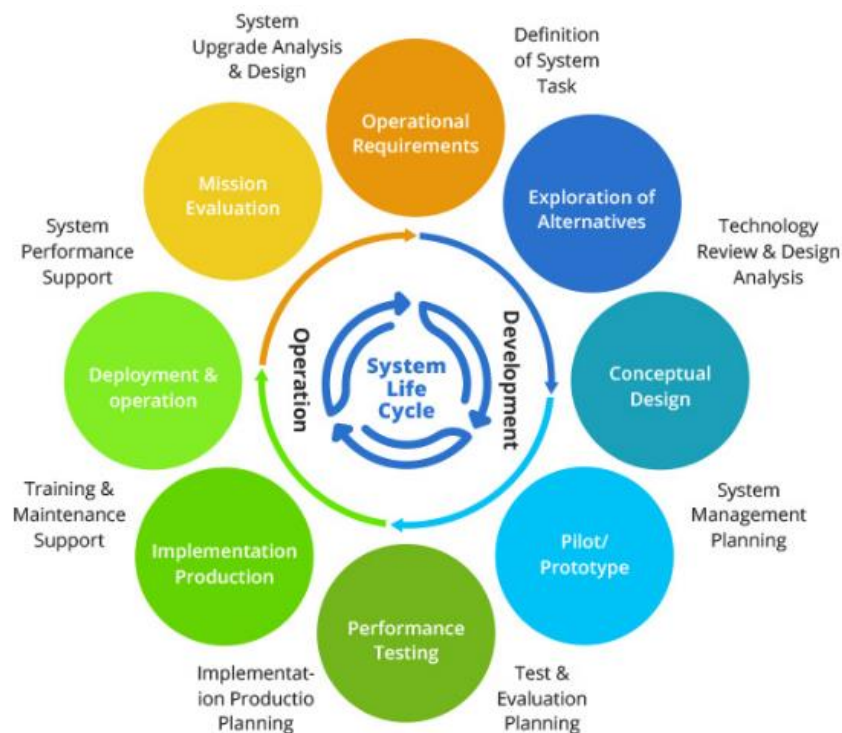 System
Upgrade Analysis
& Design
Definition
of System
Task
Operational
Requirements
Mission
Evaluation
Exploration of
Alternatives
System
Performance
Support
Technology
Review & Design
Analysis
Operation
Development
System
Life
Cycle
Deployment &
operation
Conceptual
Design
Training &
Maintenance
Support
System
Management
Planning
Implementation
Production
Pilot/
Prototype
Performance
Testing
Implementat-
ion Productio
Planning
Test &
Evaluation
Planning